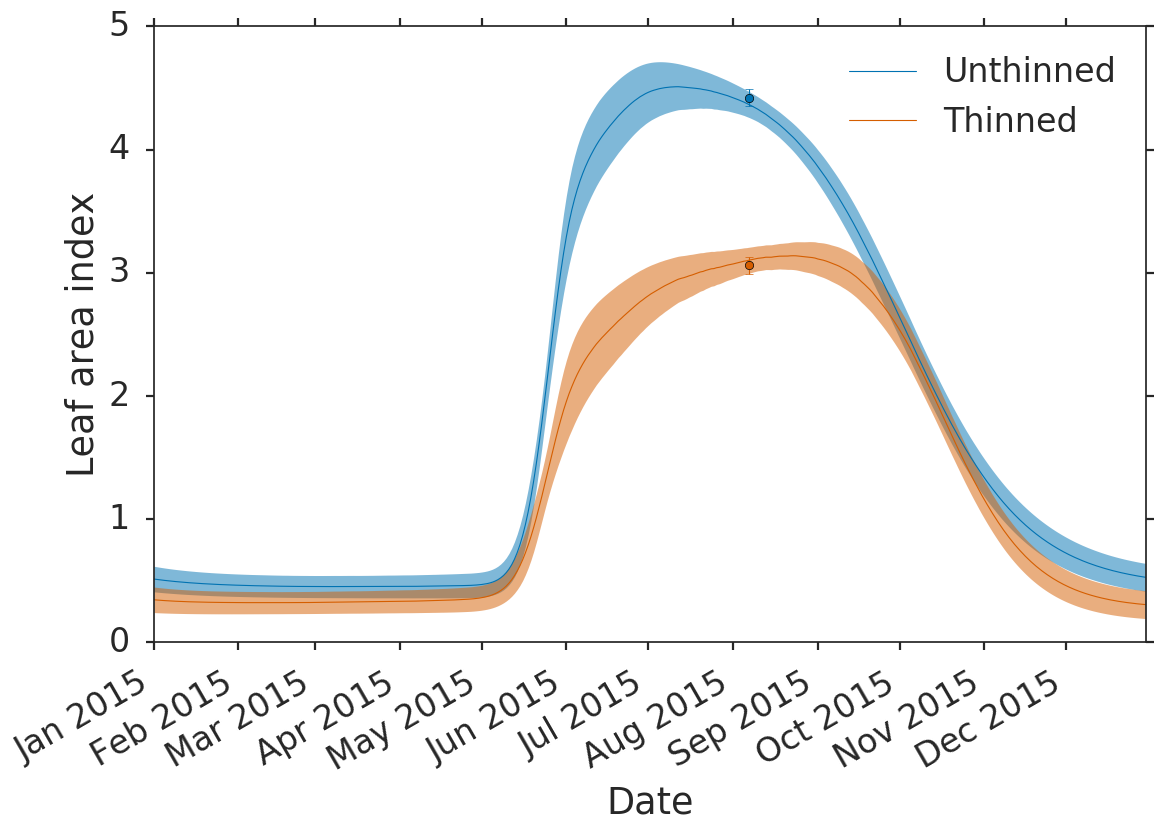 5
4
3
2
1
0
Leaf area index
Unthinned
Thinned
Jan 2015
Feb 2015
Mar 2015
Apr 2015
May 2015
Jun 2015
Jul 2015
Aug 2015
Sep 2015
Oct 2015
Nov 2015
Dec 2015
Date